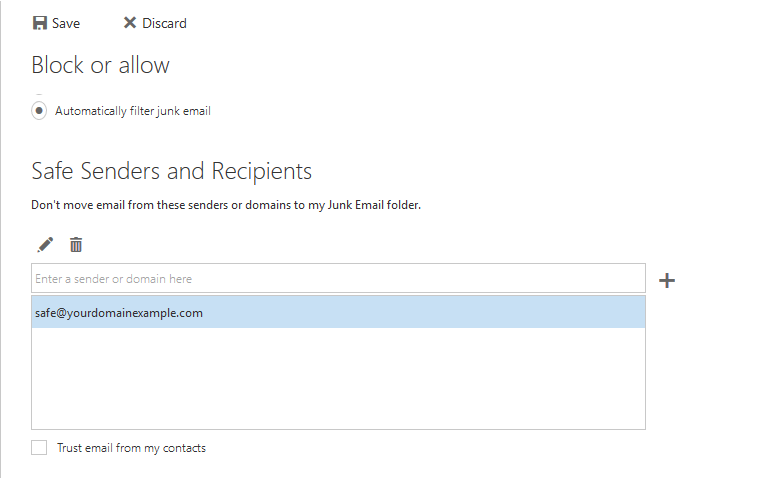 Save Discard
Block or allow
Automatically filter junk email
Safe Senders and Recipients
Don't move email from these senders or domains to my Junk Email folder.
Enter a sender or domain here
safe@yourdomainexample.com
Trust email from my contacts